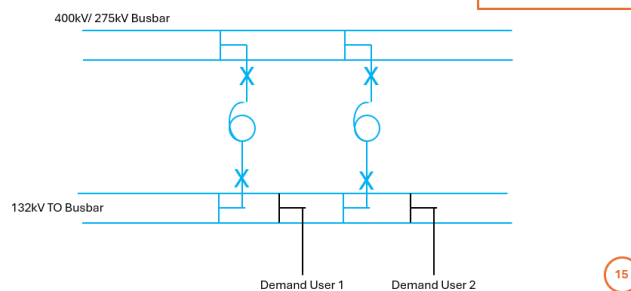 400kV/ 275kV Busbar
X X
X X
132kV TO Busbar
Demand User 1 Demand User 2
15